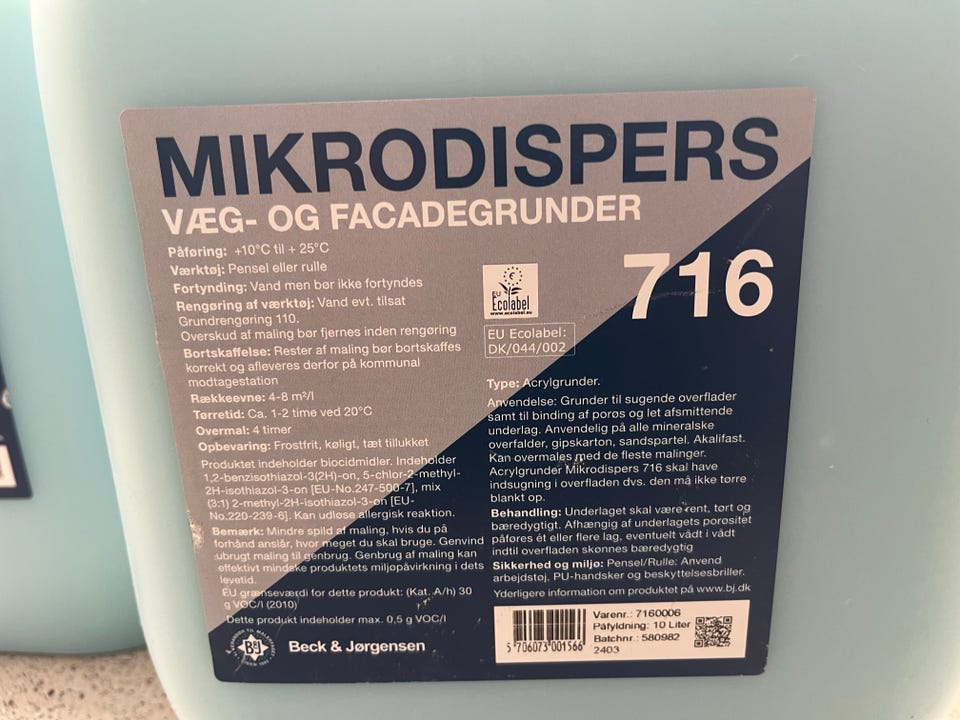 MIKRODISPERS
VÆG- OG FACADEGRUNDER
716
Påføring: +10°C til + 25°C
Værktøj: Pensel eller rulle
Fortynding: Vand men bør ikke fortyndes
Rengøring af værktøj: Vand evt. tilsat
Grundrengøring 110.
Overskud af maling bør fjernes inden rengøring
Bortskaffelse: Rester af maling bør bortskaffes
korrekt og afleveres derfor på kommunal
modtagestation
Rækkeevne: 4-8 m²/l
Tørretid: Ca. 1-2 time ved 20°C
Overmal: 4 timer
Opbevaring: Frostfrit, køligt, tæt tillukket
Produktet indeholder biocidmidler. Indeholder
1,2-benzisothiazol-3(2H)-on, 5-chlor-2-methyl-
2H-isothiazol-3-on [EU-No.247-500-7], mix
(3:1) 2-methyl-2H-isothiazol-3-on [EU-
No.220-239-6]. Kan udløse allergisk reaktion.
Bemærk: Mindre spild af maling, hvis du på
forhånd anslår, hvor meget du skal bruge. Genvind
ubrugt maling til genbrug. Genbrug af maling kan
effektivt mindske produktets miljøpåvirkning i dets
levetid.
EU grænseværdi for dette produkt: (Kat. A/h) 30
g VOC/l (2010)
Dette produkt indeholder max. 0,5 g VOC/l
B&J
Beck & Jørgensen
EU
Ecolabel
www.ecolabel.eu
EU Ecolabel:
DK/044/002
Type: Acrylgrunder.
Anvendelse: Grunder til sugende overflader
samt til binding af porøs og let afsmittende
underlag. Anvendelig på alle mineralske
overfalder, gipskarton, sandspartel. Akalifast.
Kan overmales med de fleste malinger.
Acrylgrunder Mikrodispers 716 skal have
indsugning i overfladen dvs. den må ikke tørre
blankt op.
Behandling: Underlaget skal være rent, tørt og
bæredygtigt. Afhængig af underlagets porøsitet
påføres ét eller flere lag, eventuelt vådt i vådt
indtil overfladen skønnes bæredygtig
Sikkerhed og miljø: Pensel/Rulle: Anvend
arbejdstøj, PU-handsker og beskyttelsesbriller.
Yderligere information om produktet på www.bj.dk
5 706073 001566
Varenr.: 7160006
Påfyldning: 10 Liter
Batchnr.: 580982
2403